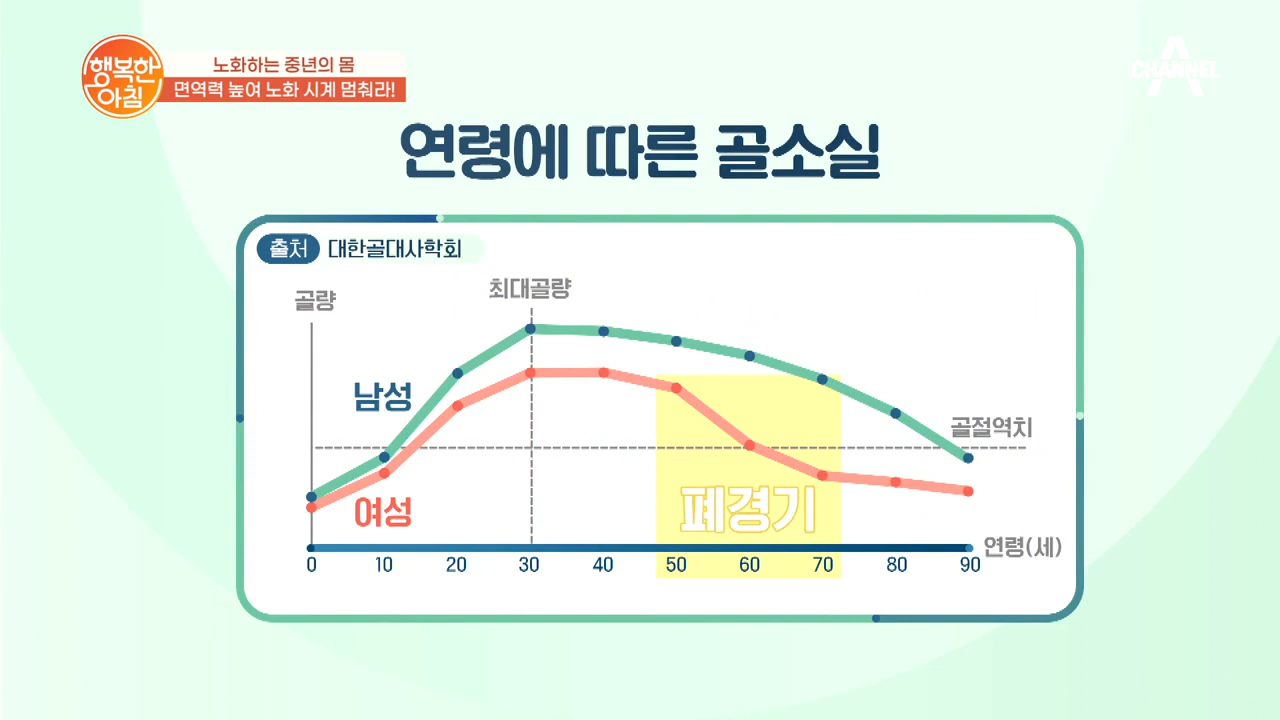 행복한
아침
노화하는 중년의 몸
면역력 높여 노화 시계 멈춰라!
CHANNEL A
연령에 따른 골소실
출처 대한골대사학회
골량
최대골량
남성
여성
골절역치
폐경기
연령(세)
0 10 20 30 40 50 60 70 80 90